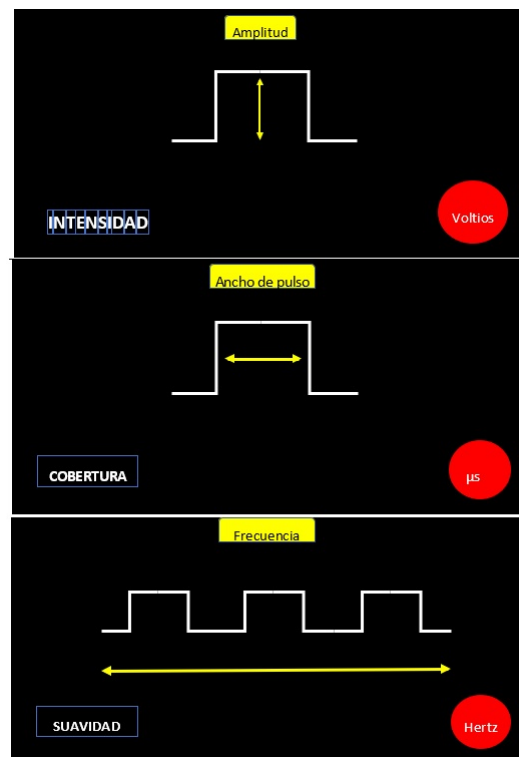 Amplitud
INTENSIDAD
Voltios
Ancho de pulso
COBERTURA
µs
Frecuencia
SUAVIDAD
Hertz